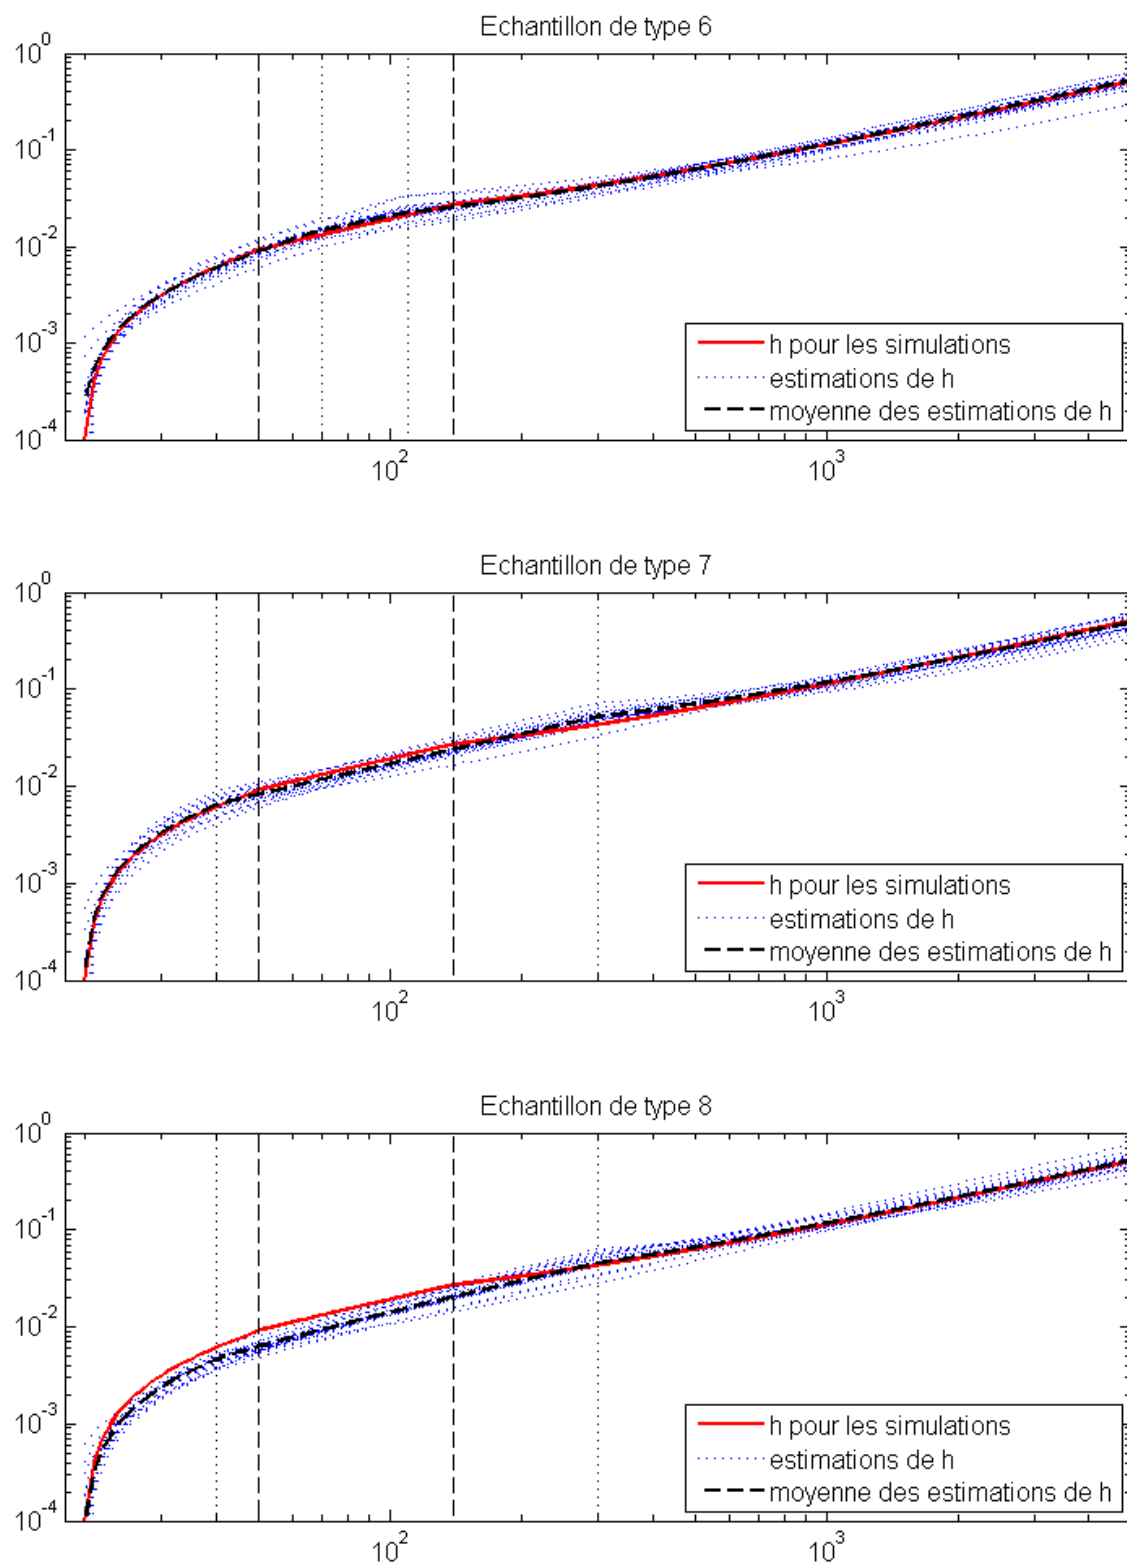 Echantillon de type 6
10^0
10^-1
10^-2
10^-3
10^-4
h pour les simulations
estimations de h
moyenne des estimations de h
10^2
10^3
Echantillon de type 7
10^0
10^-1
10^-2
10^-3
10^-4
h pour les simulations
estimations de h
moyenne des estimations de h
10^2
10^3
Echantillon de type 8
10^0
10^-1
10^-2
10^-3
10^-4
h pour les simulations
estimations de h
moyenne des estimations de h
10^2
10^3